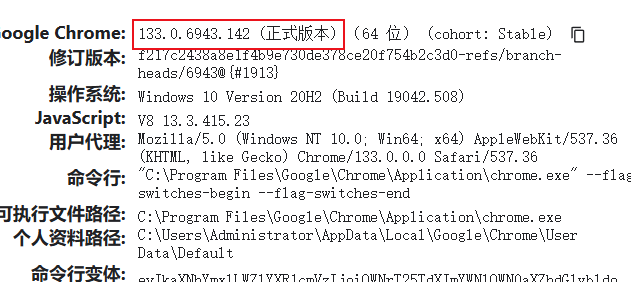 Google Chrome: 133.0.6943.142 (正式版本) (64 位) (cohort: Stable)
修订版本: f217c2438a8e1f4b9e730de378ce20f754b2c3d0-refs/branch-
heads/6943@{#1913}
操作系统: Windows 10 Version 20H2 (Build 19042.508)
JavaScript: V8 13.3.415.23
用户代理: Mozilla/5.0 (Windows NT 10.0; Win64; x64) AppleWebKit/537.36
(KHTML, like Gecko) Chrome/133.0.0.0 Safari/537.36
命令行: "C:\Program Files\Google\Chrome\Application\chrome.exe" --flag
switches-begin --flag-switches-end
可执行文件路径: C:\Program Files\Google\Chrome\Application\chrome.exe
个人资料路径: C:\Users\Administrator\AppData\Local\Google\Chrome\User
Data\Default
命令行变体: